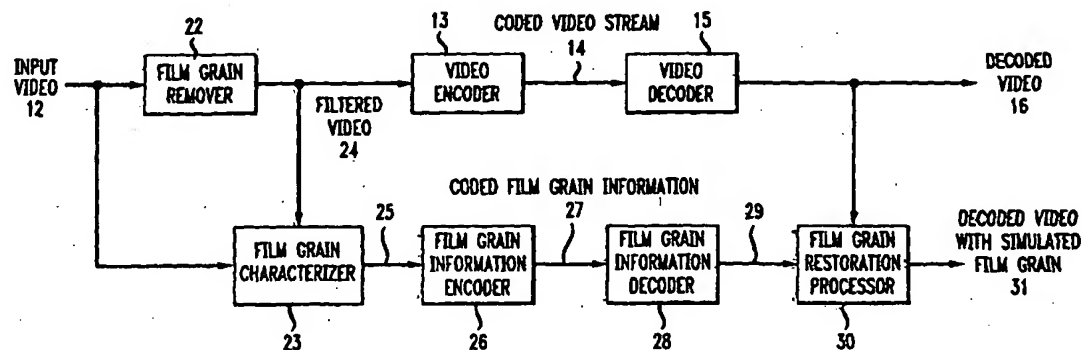 22
FILM GRAIN
REMOVER
13
VIDEO
ENCODER
CODED VIDEO STREAM
14
15
VIDEO
DECODER
INPUT
VIDEO
12
FILTERED
VIDEO
24
DECODED
VIDEO
16
CODED FILM GRAIN INFORMATION
FILM GRAIN
CHARACTERIZER
23
25
FILM GRAIN
INFORMATION
ENCODER
26
27
FILM GRAIN
INFORMATION
DECODER
28
29
FILM GRAIN
RESTORATION
PROCESSOR
30
DECODED VIDEO
WITH SIMULATED
FILM GRAIN
31